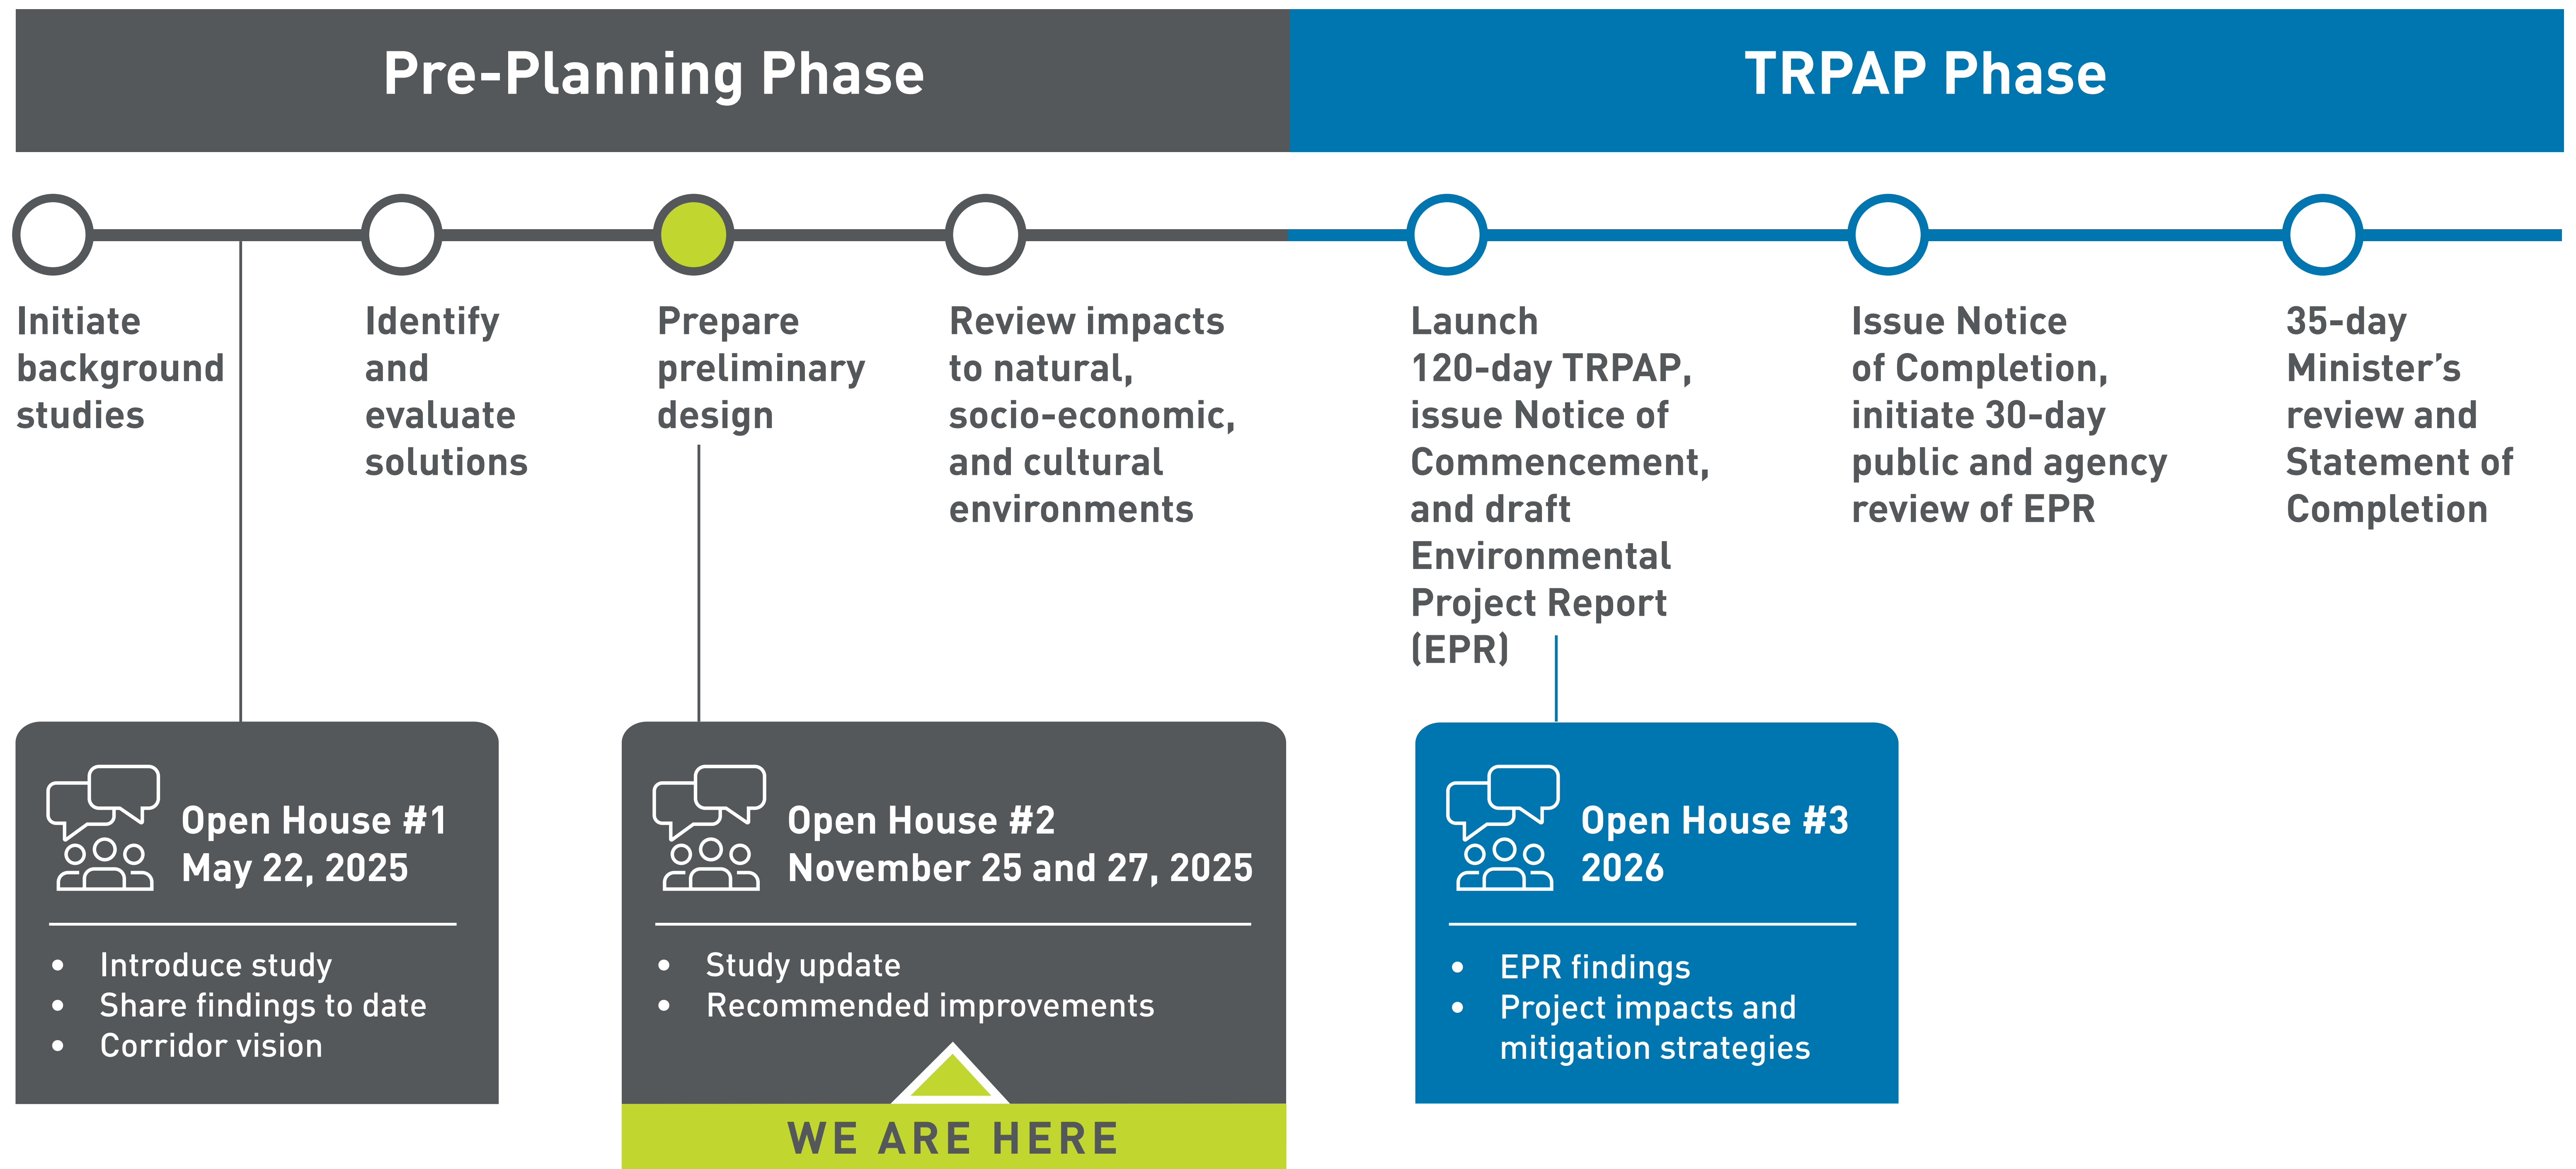 Pre-Planning Phase
TRPAP Phase
Initiate
background
studies
Identify
and
evaluate
solutions
Prepare
preliminary
design
Review impacts
to natural,
socio-economic,
and cultural
environments
Launch
120-day TRPAP,
issue Notice of
Commencement,
and draft
Environmental
Project Report
(EPR)
Issue Notice
of Completion,
initiate 30-day
public and agency
review of EPR
35-day
Minister’s
review and
Statement of
Completion
Open House #1
May 22, 2025
• Introduce study
• Share findings to date
• Corridor vision
Open House #2
November 25 and 27, 2025
• Study update
• Recommended improvements
WE ARE HERE
Open House #3
2026
• EPR findings
• Project impacts and
mitigation strategies